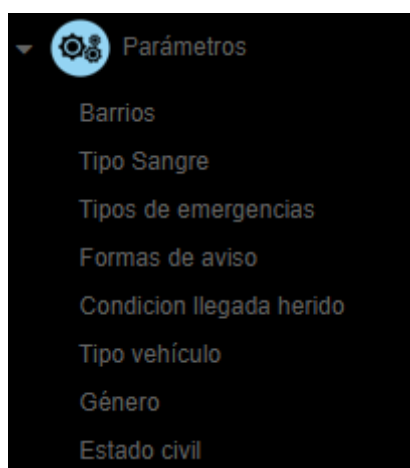 Parámetros
Barrios
Tipo Sangre
Tipos de emergencias
Formas de aviso
Condicion llegada herido
Tipo vehículo
Género
Estado civil